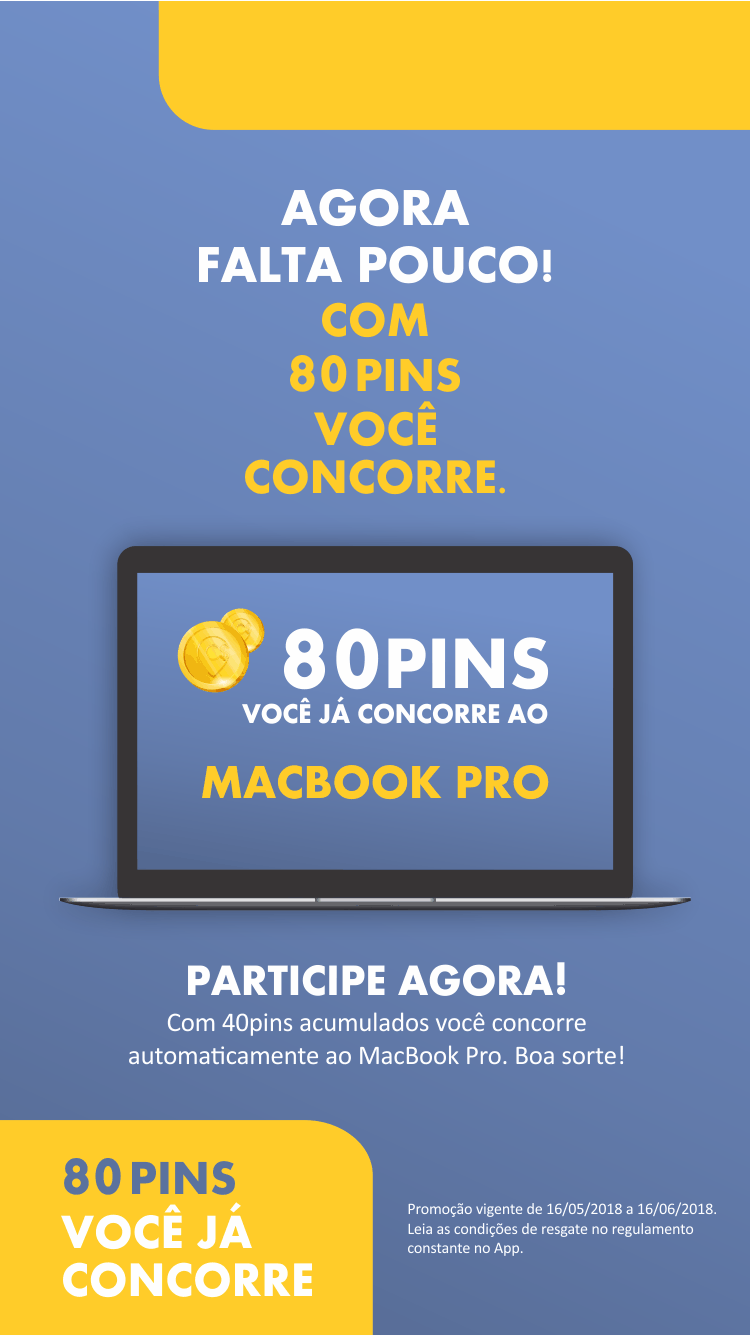 AGORA
FALTA POUCO!
COM
80 PINS
VOCÊ
CONCORRE.
80PINS
VOCÊ JÁ CONCORRE AO
MACBOOK PRO
PARTICIPE AGORA!
Com 40pins acumulados você concorre
automaticamente ao MacBook Pro. Boa sorte!
80 PINS
VOCÊ JÁ
CONCORRE
Promoção vigente de 16/05/2018 a 16/06/2018.
Leia as condições de resgate no regulamento
constante no App.